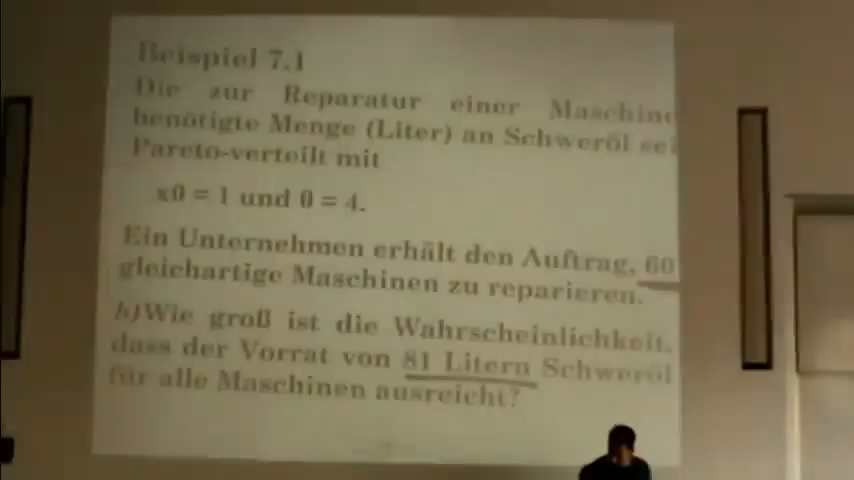 Beispiel 7.1
Die zur Reparatur einer Maschine
benötigte Menge (Liter) an Schweröl sei
Pareto-verteilt mit
x0 = 1 und θ = 4.
Ein Unternehmen erhält den Auftrag, 60
gleichartige Maschinen zu reparieren.
b)Wie groß ist die Wahrscheinlichkeit,
dass der Vorrat von 81 Litern Schweröl
für alle Maschinen ausreicht?